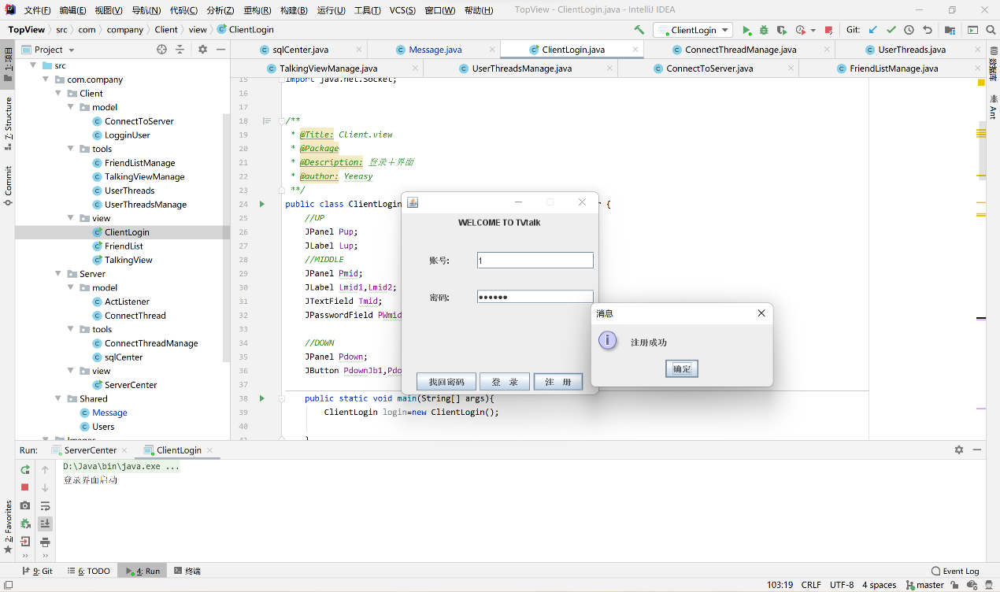 文件(F) 编辑(E) 视图(V) 导航(N) 代码(C) 分析(Z) 重构(R) 构建(B) 运行(U) 工具(T) VCS(S) 窗口(W) 帮助(H) TopView - ClientLogin.java - IntelliJ IDEA
TopView src com company Client view ClientLogin
ClientLogin Git:
1: 项目
7: Structure
Commit
2: Favorites
Project
src
com.company
Client
model
ConnectToServer
LogginUser
tools
FriendListManage
TalkingViewManage
UserThreads
UserThreadsManage
view
ClientLogin
FriendList
TalkingView
Server
model
ActListener
ConnectThread
tools
ConnectThreadManage
sqlCenter
view
ServerCenter
Shared
Message
Users
Images
sqlCenter.java Message.java ClientLogin.java ConnectThreadManage.java UserThreads.java
TalkingViewManage.java UserThreadsManage.java ConnectToServer.java FriendListManage.java
15 import java.net.Socket;
16
17
18 /**
19 * @Title: Client.view
20 * @Package
21 * @Description: 登录主界面
22 * @author: Yeeasy
23 **/
24 public class ClientLogin {
25 //UP
26 JPanel Pup;
27 JLabel Lup;
28 //MIDDLE
29 JPanel Pmid;
30 JLabel Lmid1,Lmid2;
31 JTextField Tmid;
32 JPasswordField PWmid
33
34 //DOWN
35 JPanel Pdown;
36 JButton PdownJb1,Pdo
37
38 public static void main(String[] args){
39 ClientLogin login=new ClientLogin();
40
41 }
WELCOME TO TVtalk
账号: 1
密码: ●●●●●●
找回密码 登 录 注 册
消息
注册成功
确定
数据库
Ant
Run: ServerCenter ClientLogin
D:\Java\bin\java.exe ...
登录界面启动
9: Git 6: TODO 4: Run 终端 Event Log
103:19 CRLF UTF-8 4 spaces master